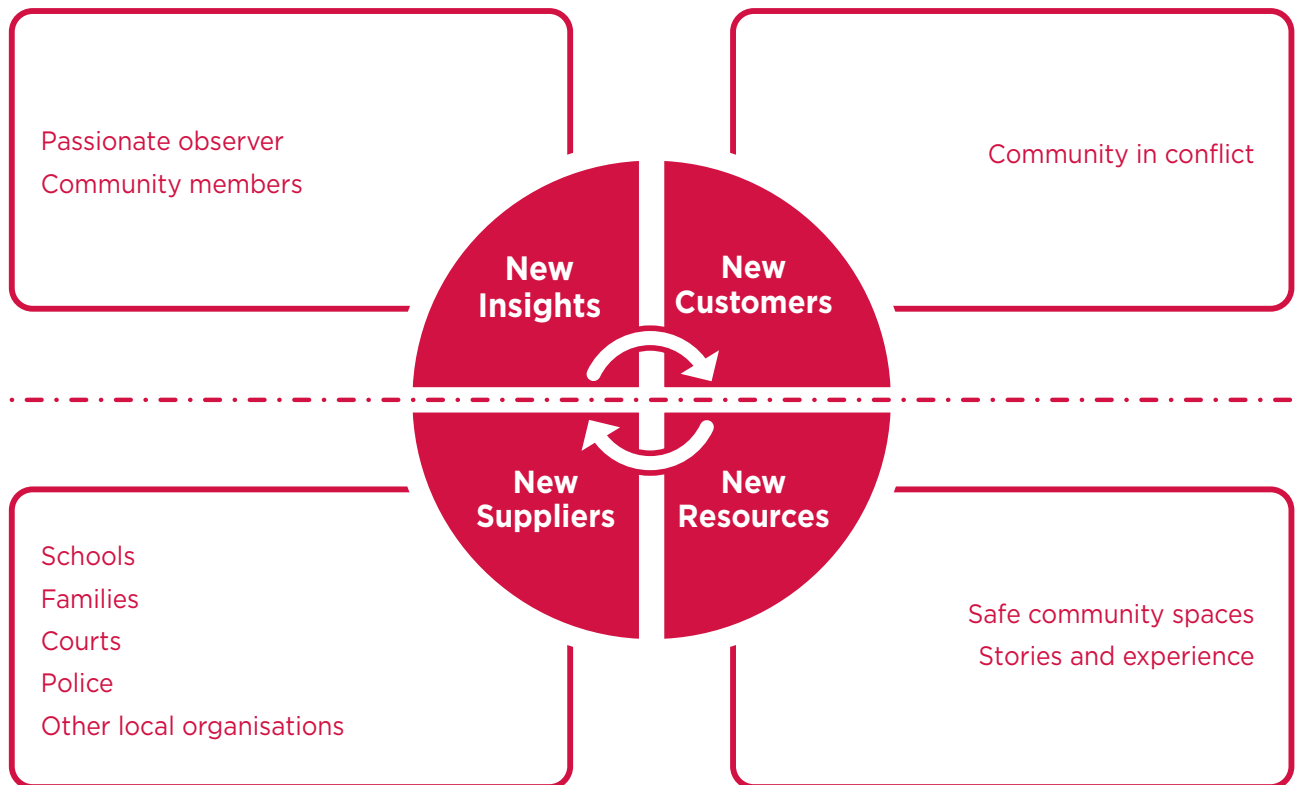 Passionate observer
Community members
Community in conflict
New
Insights
New
Customers
New
Suppliers
New
Resources
Schools
Families
Courts
Police
Other local organisations
Safe community spaces
Stories and experience